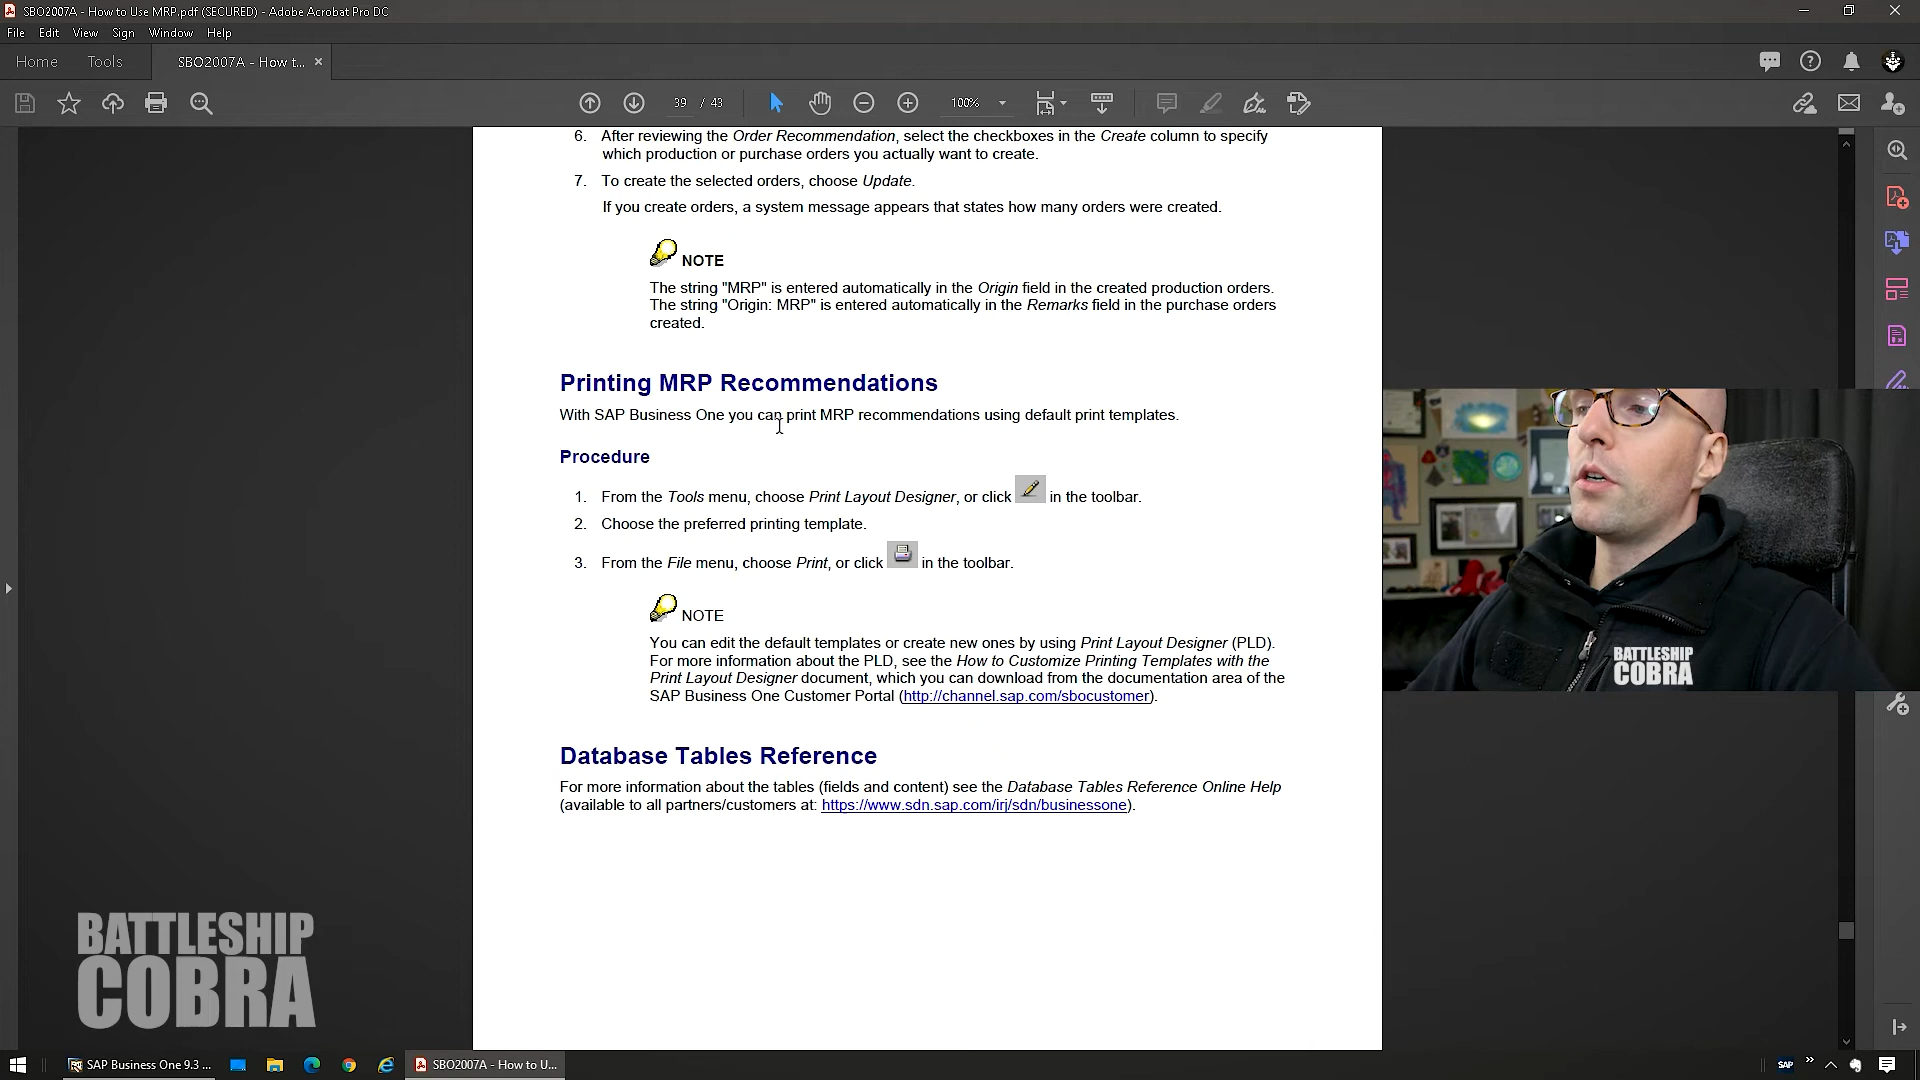 SBO2007A - How to Use MRP.pdf (SECURED) - Adobe Acrobat Pro DC
File Edit View Sign Window Help
Home Tools SBO2007A - How t... ×
39 / 43 100%
6. After reviewing the Order Recommendation, select the checkboxes in the Create column to specify
which production or purchase orders you actually want to create.
7. To create the selected orders, choose Update.
If you create orders, a system message appears that states how many orders were created.
NOTE
The string "MRP" is entered automatically in the Origin field in the created production orders.
The string "Origin: MRP" is entered automatically in the Remarks field in the purchase orders
created.
Printing MRP Recommendations
With SAP Business One you can print MRP recommendations using default print templates.
Procedure
1. From the Tools menu, choose Print Layout Designer, or click in the toolbar.
2. Choose the preferred printing template.
3. From the File menu, choose Print, or click in the toolbar.
NOTE
You can edit the default templates or create new ones by using Print Layout Designer (PLD).
For more information about the PLD, see the How to Customize Printing Templates with the
Print Layout Designer document, which you can download from the documentation area of the
SAP Business One Customer Portal (http://channel.sap.com/sbocustomer).
Database Tables Reference
For more information about the tables (fields and content) see the Database Tables Reference Online Help
(available to all partners/customers at: https://www.sdn.sap.com/irj/sdn/businessone).
BATTLESHIP
COBRA
BATTLESHIP
COBRA
SAP Business One 9.3 ... SBO2007A - How to U... SAP